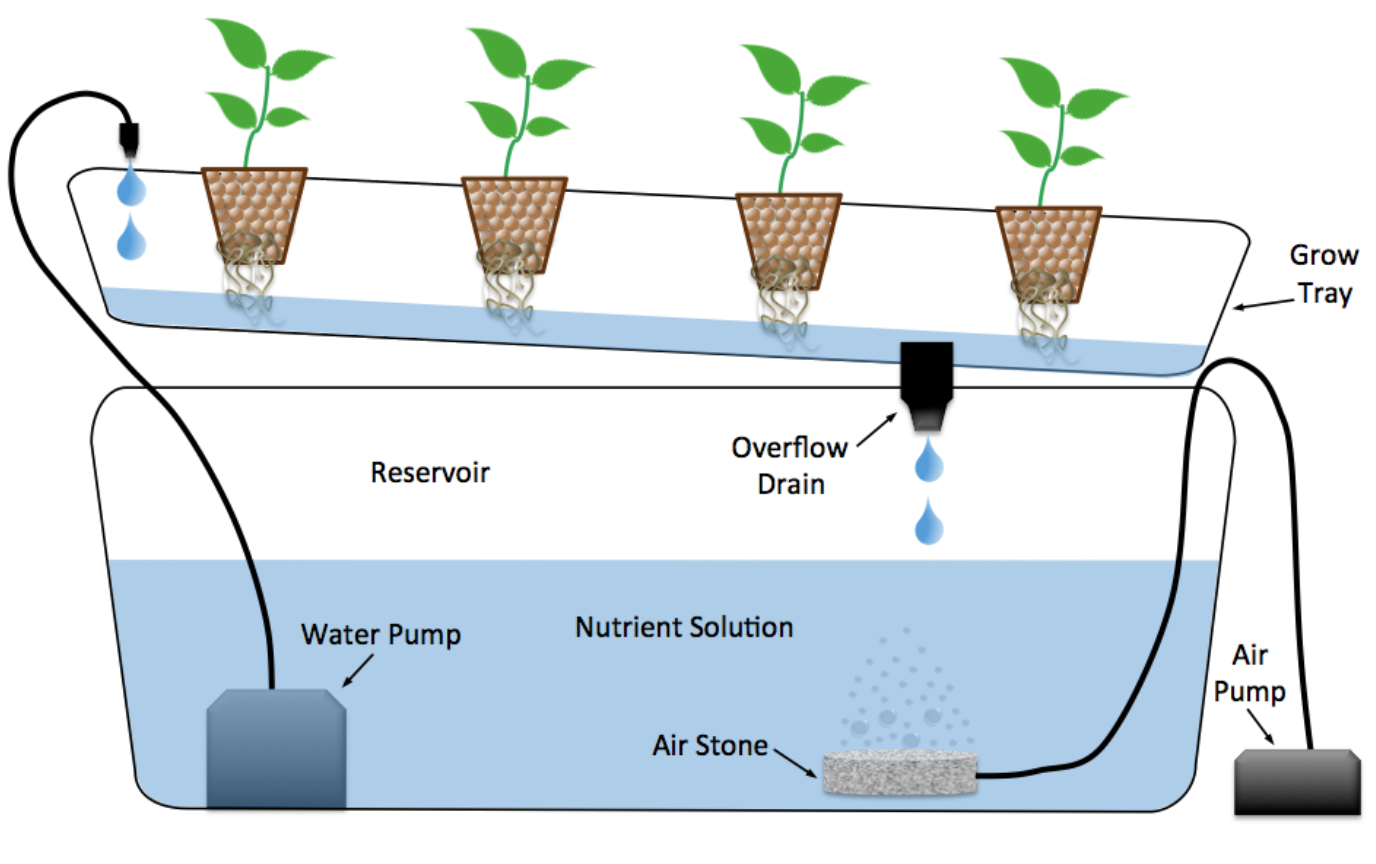 Grow
Tray
Overflow
Drain
Reservoir
Nutrient Solution
Water Pump
Air
Pump
Air Stone